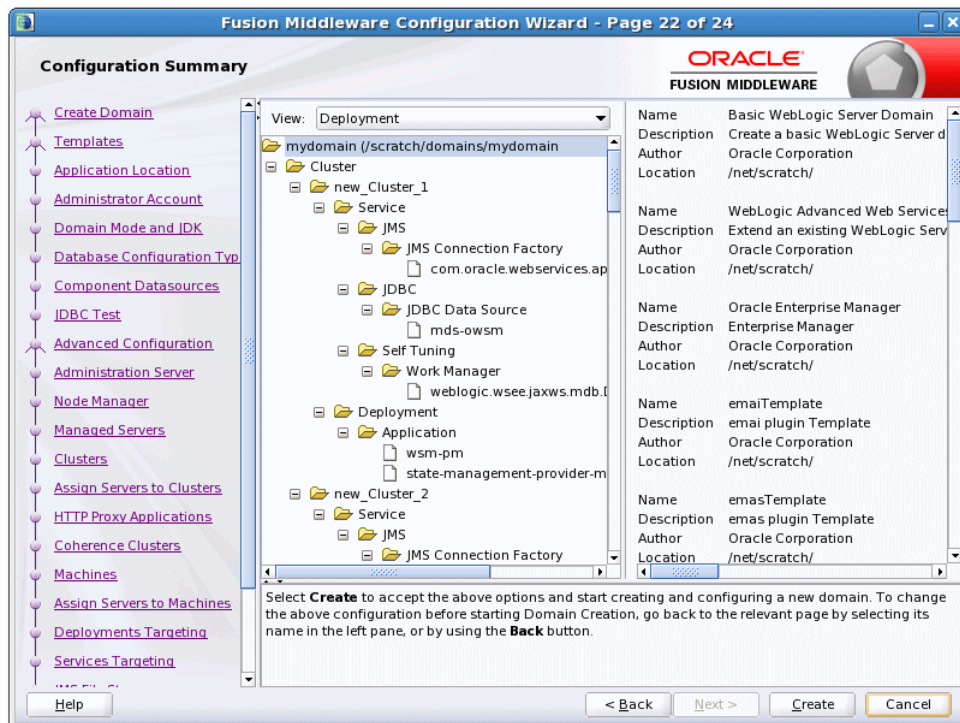 Fusion Middleware Configuration Wizard - Page 22 of 24
Configuration Summary
ORACLE
FUSION MIDDLEWARE
Create Domain
Templates
Application Location
Administrator Account
Domain Mode and JDK
Database Configuration Typ
Component Datasources
JDBC Test
Advanced Configuration
Administration Server
Node Manager
Managed Servers
Clusters
Assign Servers to Clusters
HTTP Proxy Applications
Coherence Clusters
Machines
Assign Servers to Machines
Deployments Targeting
Services Targeting
View: Deployment
mydomain (/scratch/domains/mydomain
Cluster
new_Cluster_1
Service
JMS
JMS Connection Factory
com.oracle.webservices.ap
JDBC
JDBC Data Source
mds-owsm
Self Tuning
Work Manager
weblogic.wsee.jaxws.mdb.
Deployment
Application
wsm-pm
state-management-provider-m
new_Cluster_2
Service
JMS
JMS Connection Factory
Name Basic WebLogic Server Domain
Description Create a basic WebLogic Server d
Author Oracle Corporation
Location /net/scratch/
Name WebLogic Advanced Web Services
Description Extend an existing WebLogic Serv
Author Oracle Corporation
Location /net/scratch/
Name Oracle Enterprise Manager
Description Enterprise Manager
Author Oracle Corporation
Location /net/scratch/
Name emaiTemplate
Description emai plugin Template
Author Oracle Corporation
Location /net/scratch/
Name emasTemplate
Description emas plugin Template
Author Oracle Corporation
Location /net/scratch/
Select Create to accept the above options and start creating and configuring a new domain. To change
the above configuration before starting Domain Creation, go back to the relevant page by selecting its
name in the left pane, or by using the Back button.
Help
< Back
Next >
Create
Cancel